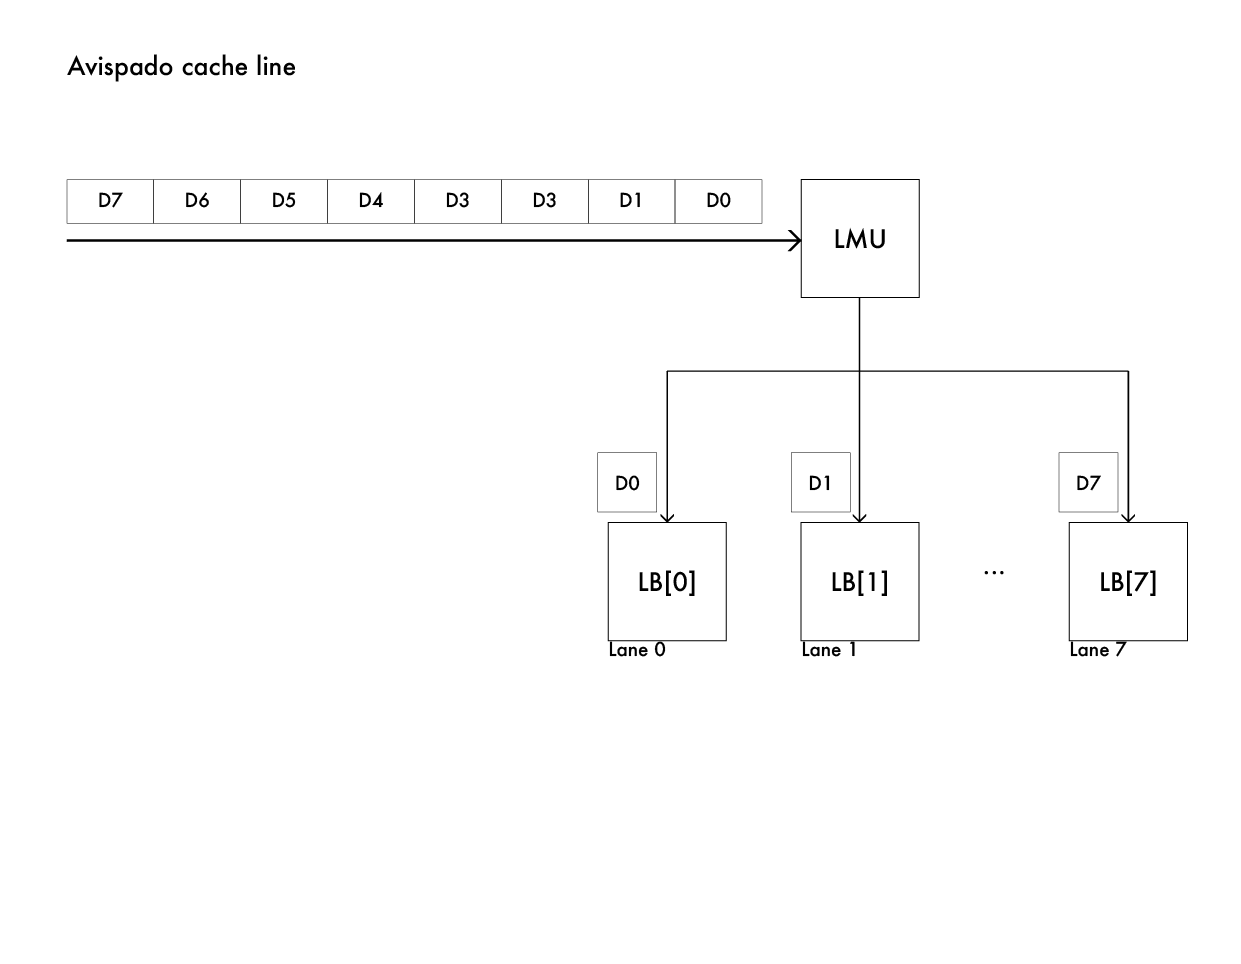 Avispado cache line
D7 D6 D5 D4 D3 D3 D1 D0
LMU
D0 D1 D7
LB[0] LB[1] ... LB[7]
Lane 0 Lane 1 Lane 7